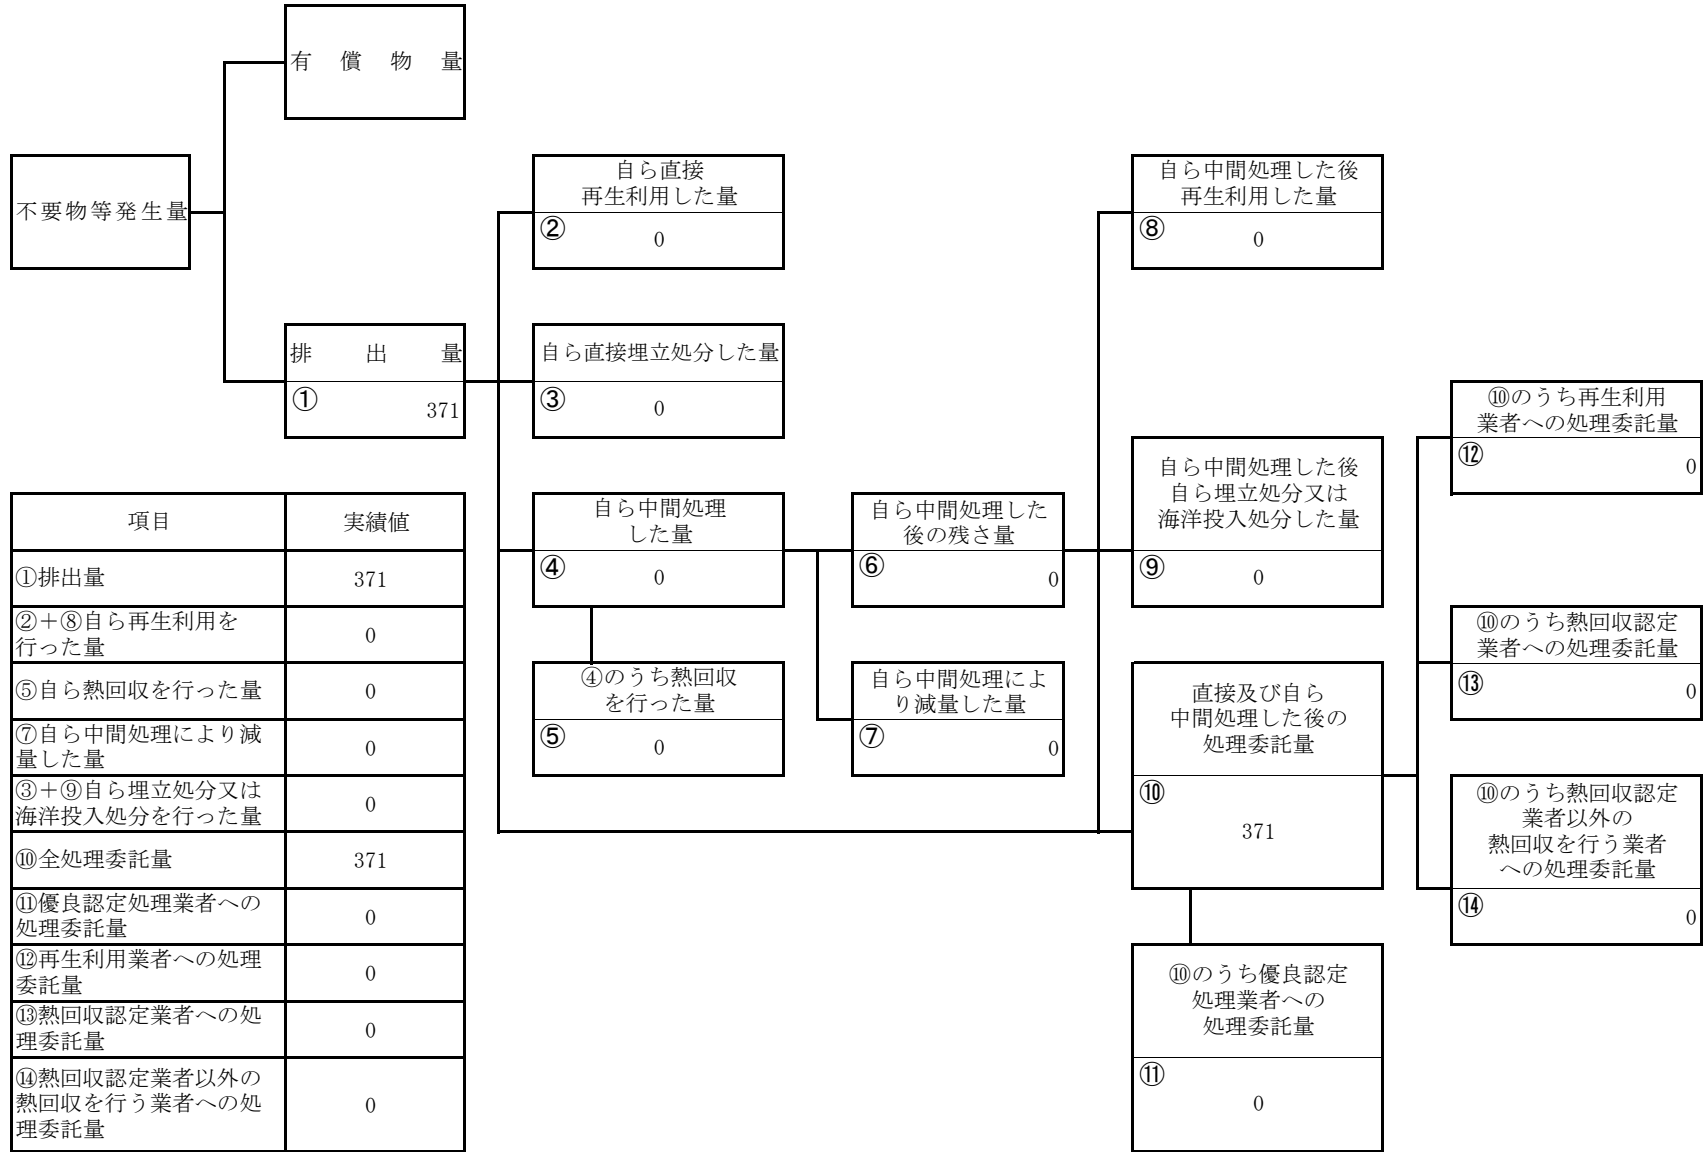 有償物量
不要物等発生量
排出量
①
371
自ら直接
再生利用した量
②
0
自ら直接埋立処分した量
③
0
自ら中間処理
した量
④
0
④のうち熱回収
を行った量
⑤
0
自ら中間処理した
後の残さ量
⑥
0
自ら中間処理によ
り減量した量
⑦
0
自ら中間処理した後
再生利用した量
⑧
0
自ら中間処理した後
自ら埋立処分又は
海洋投入処分した量
⑨
0
直接及び自ら
中間処理した後の
処理委託量
⑩
371
⑩のうち優良認定
処理業者への
処理委託量
⑪
0
⑩のうち再生利用
業者への処理委託量
⑫
0
⑩のうち熱回収認定
業者への処理委託量
⑬
0
⑩のうち熱回収認定
業者以外の
熱回収を行う業者
への処理委託量
⑭
0
項目 実績値
①排出量 371
②＋⑧自ら再生利用を
行った量 0
⑤自ら熱回収を行った量 0
⑦自ら中間処理により減
量した量 0
③＋⑨自ら埋立処分又は
海洋投入処分を行った量 0
⑩全処理委託量 371
⑪優良認定処理業者への
処理委託量 0
⑫再生利用業者への処理
委託量 0
⑬熱回収認定業者への処
理委託量 0
⑭熱回収認定業者以外の
熱回収を行う業者への処
理委託量 0